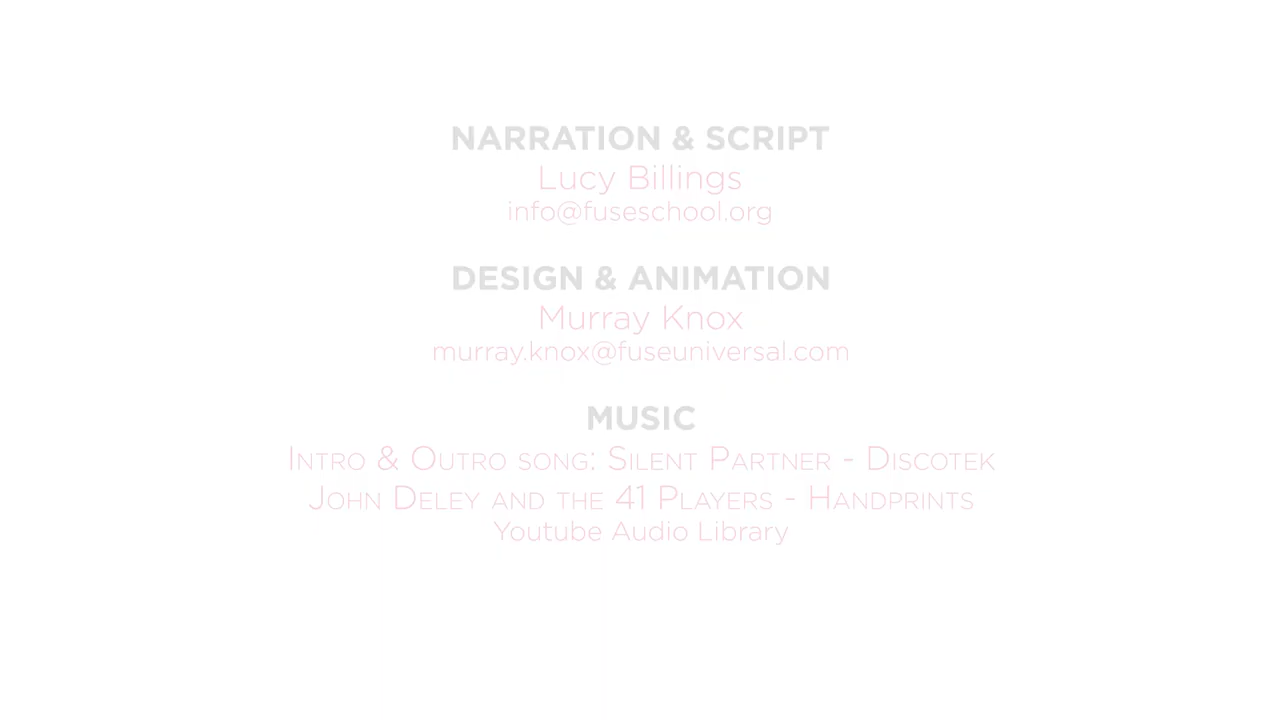 NARRATION & SCRIPT
Lucy Billings
info@fuseschool.org
DESIGN & ANIMATION
Murray Knox
murray.knox@fuseuniversal.com
MUSIC
Intro & Outro song: Silent Partner - Discotek
John Deley and the 41 Players - Handprints
Youtube Audio Library